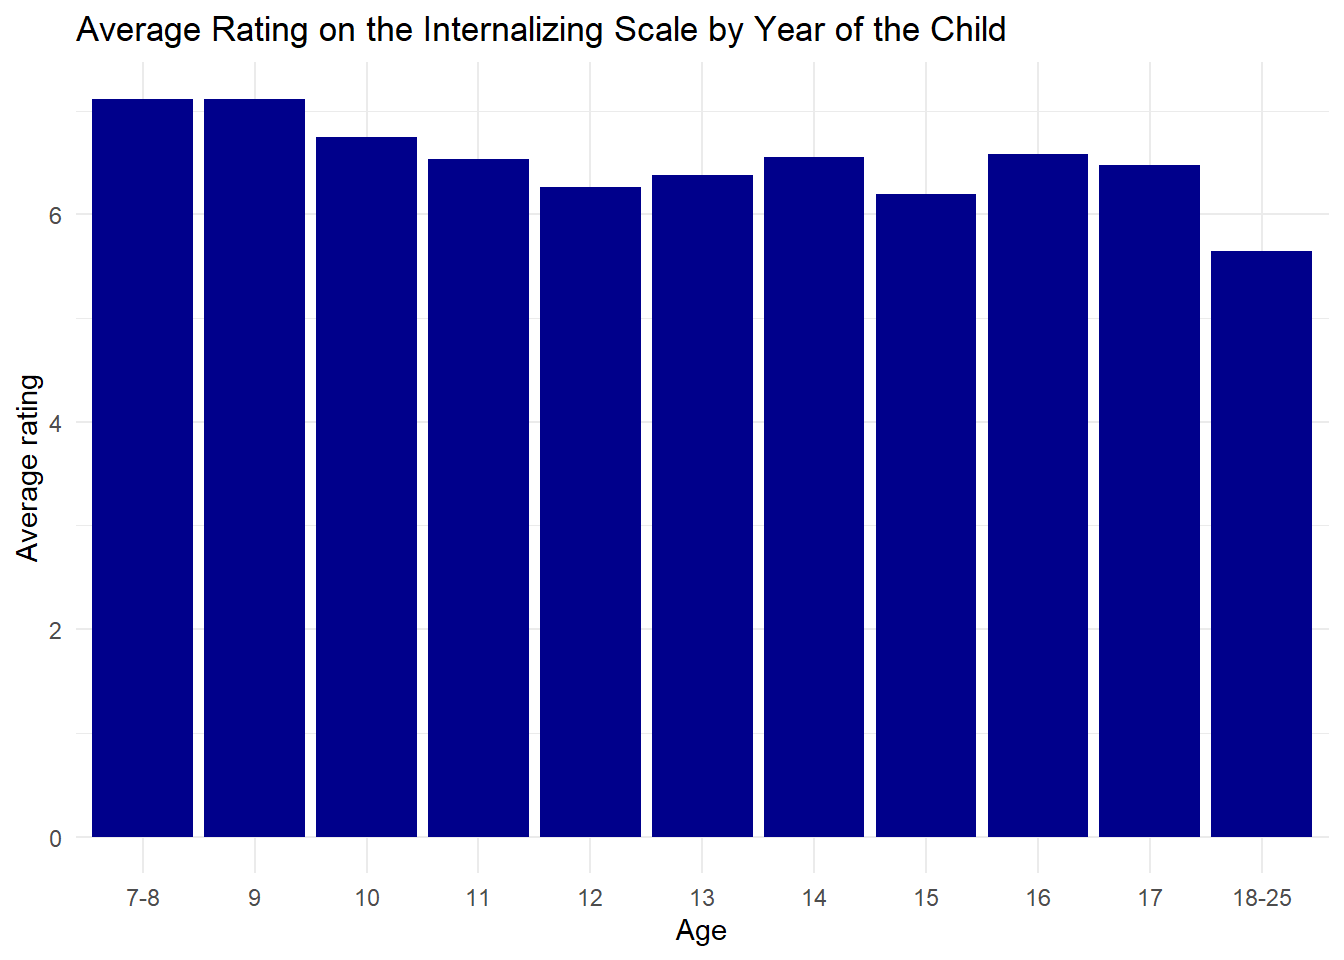 Average Rating on the Internalizing Scale by Year of the Child
Average rating
6
4
2
0
7-8 9 10 11 12 13 14 15 16 17 18-25
Age